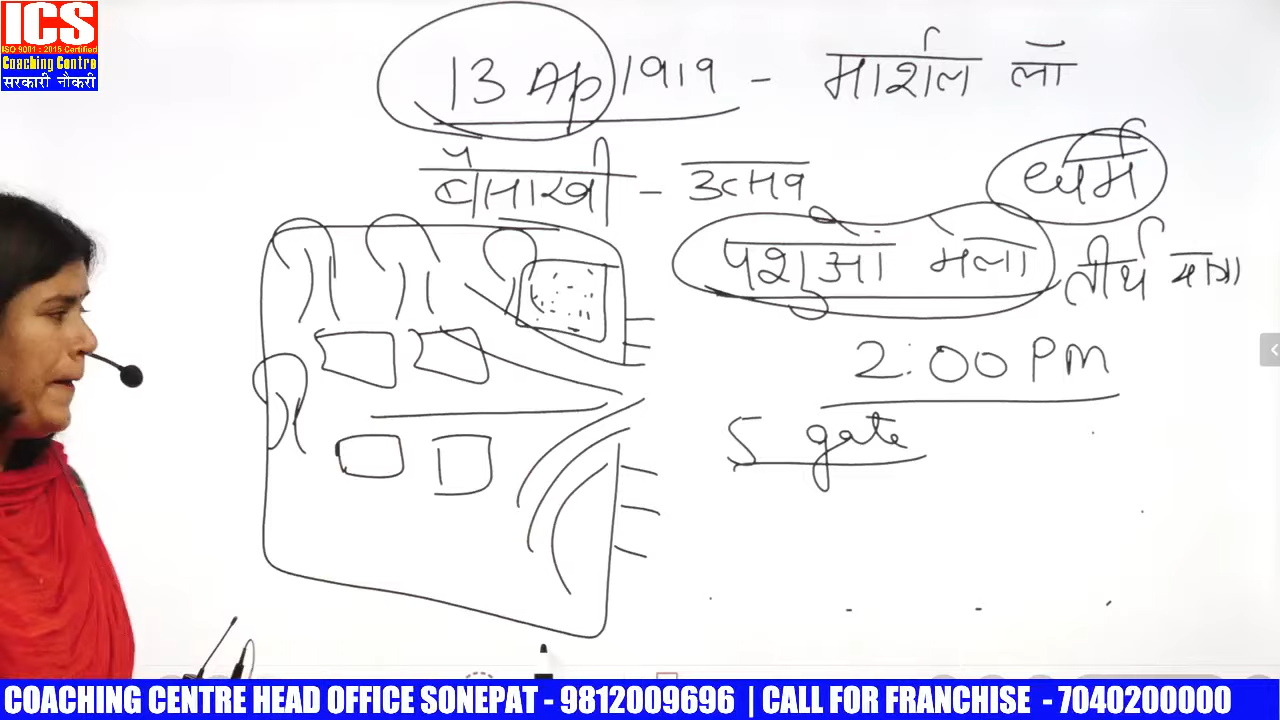 ICS
ISO 9001 : 2015 Certified
Coaching Centre
सरकारी नौकरी
13 Ap 1919 - मार्शल लॉ
बैसाखी - उत्सव
धर्म
पशुओं मेला
तीर्थ यात्रा
2:00 PM
5 gate
COACHING CENTRE HEAD OFFICE SONEPAT - 9812009696 | CALL FOR FRANCHISE - 7040200000